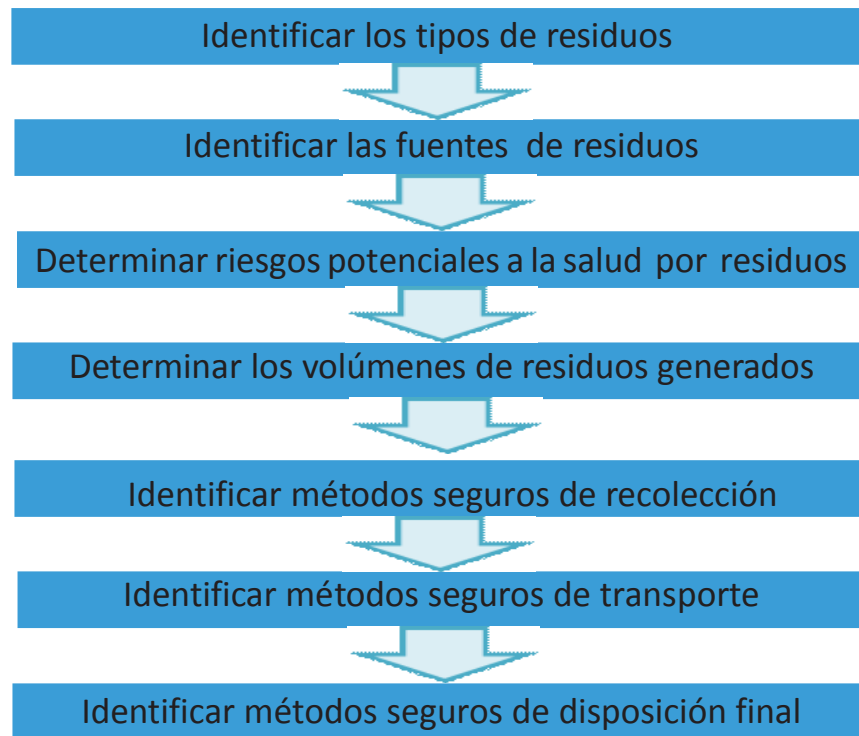 Identificar los tipos de residuos
Identificar las fuentes de residuos
Determinar riesgos potenciales a la salud por residuos
Determinar los volúmenes de residuos generados
Identificar métodos seguros de recolección
Identificar métodos seguros de transporte
Identificar métodos seguros de disposición final